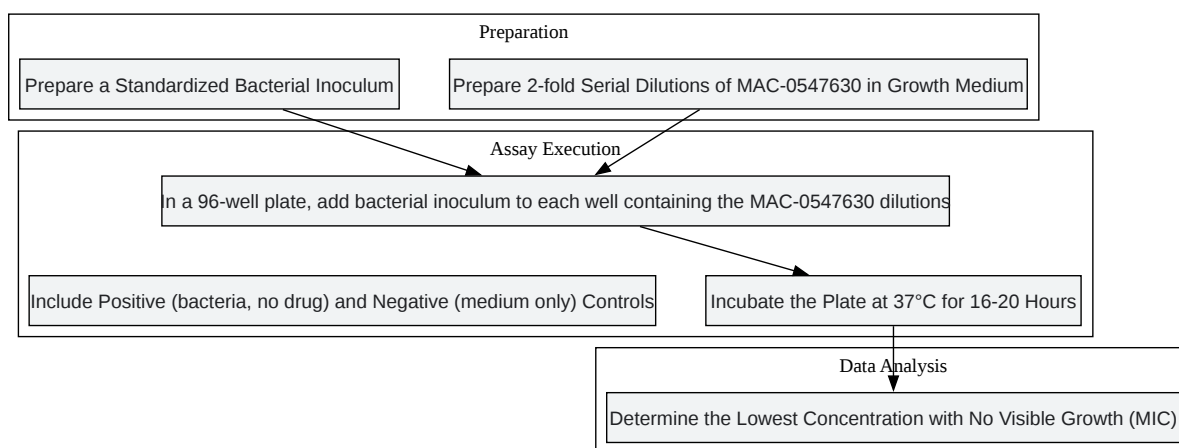 Preparation
Prepare a Standardized Bacterial Inoculum
Prepare 2-fold Serial Dilutions of MAC-0547630 in Growth Medium
Assay Execution
In a 96-well plate, add bacterial inoculum to each well containing the MAC-0547630 dilutions
Include Positive (bacteria, no drug) and Negative (medium only) Controls
Incubate the Plate at 37°C for 16-20 Hours
Data Analysis
Determine the Lowest Concentration with No Visible Growth (MIC)